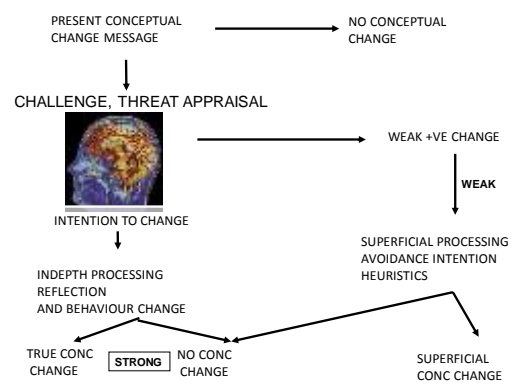 PRESENT CONCEPTUAL
CHANGE MESSAGE
NO CONCEPTUAL
CHANGE
CHALLENGE, THREAT APPRAISAL
WEAK +VE CHANGE
WEAK
INTENTION TO CHANGE
SUPERFICIAL PROCESSING
AVOIDANCE INTENTION
HEURISTICS
INDEPTH PROCESSING
REFLECTION
AND BEHAVIOUR CHANGE
TRUE CONC
CHANGE
STRONG
NO CONC
CHANGE
SUPERFICIAL
CONC CHANGE